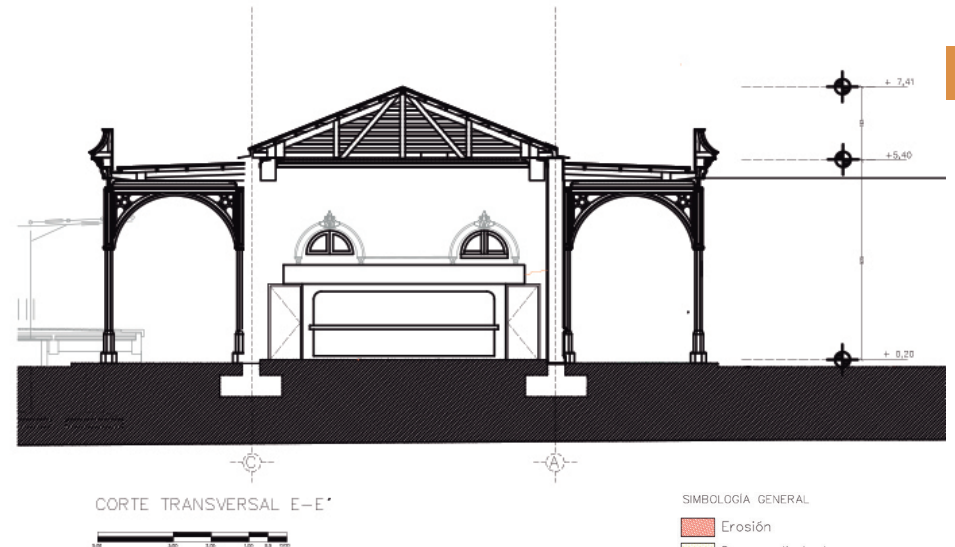 + 7,41
+5,40
+ 0,20
C
A
CORTE TRANSVERSAL E-E'
SIMBOLOGÍA GENERAL
Erosión